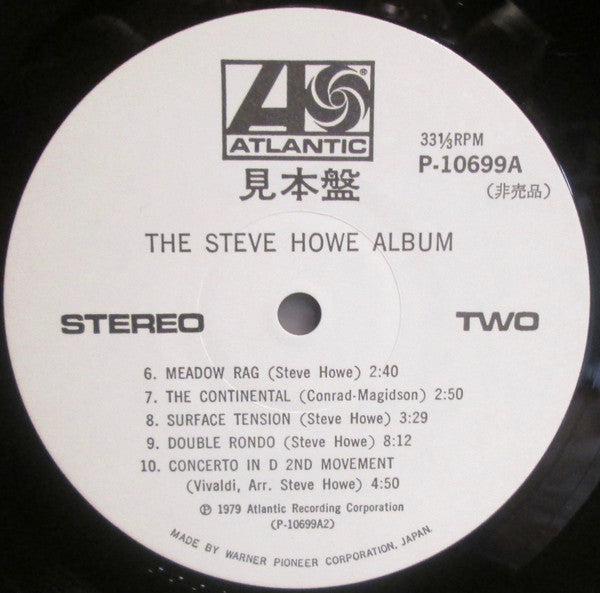 ATLANTIC
®
見本盤
33⅓RPM
P-10699A
(非売品)
THE STEVE HOWE ALBUM
STEREO
TWO
6. MEADOW RAG (Steve Howe) 2:40
7. THE CONTINENTAL (Conrad-Magidson) 2:50
8. SURFACE TENSION (Steve Howe) 3:29
9. DOUBLE RONDO (Steve Howe) 8:12
10. CONCERTO IN D 2ND MOVEMENT
(Vivaldi, Arr. Steve Howe) 4:50
℗ 1979 Atlantic Recording Corporation
(P-10699A2)
MADE BY WARNER PIONEER CORPORATION, JAPAN.